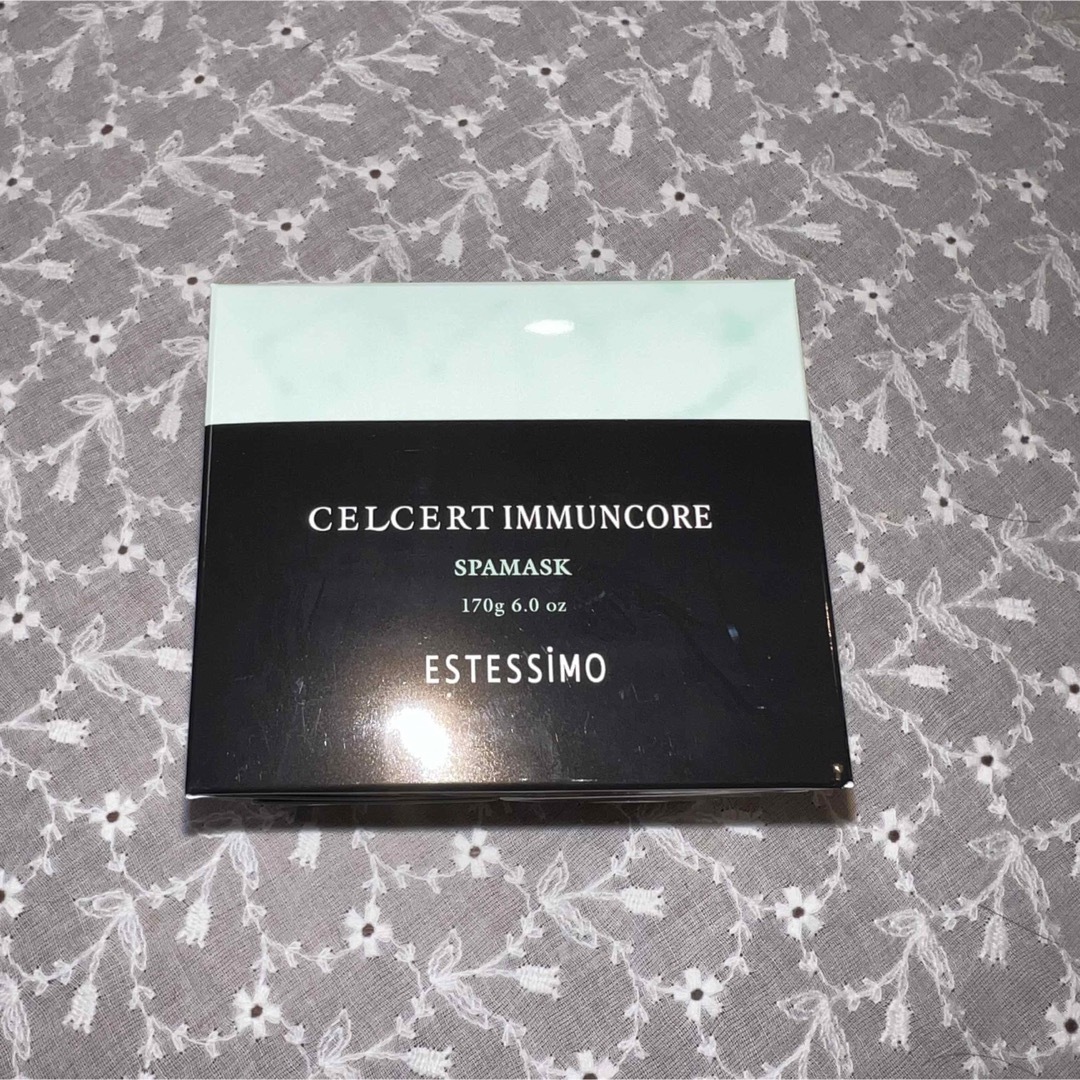 CELCERT IMMUNCORE
SPAMASK
170g 6.0 oz
ESTESSiMO